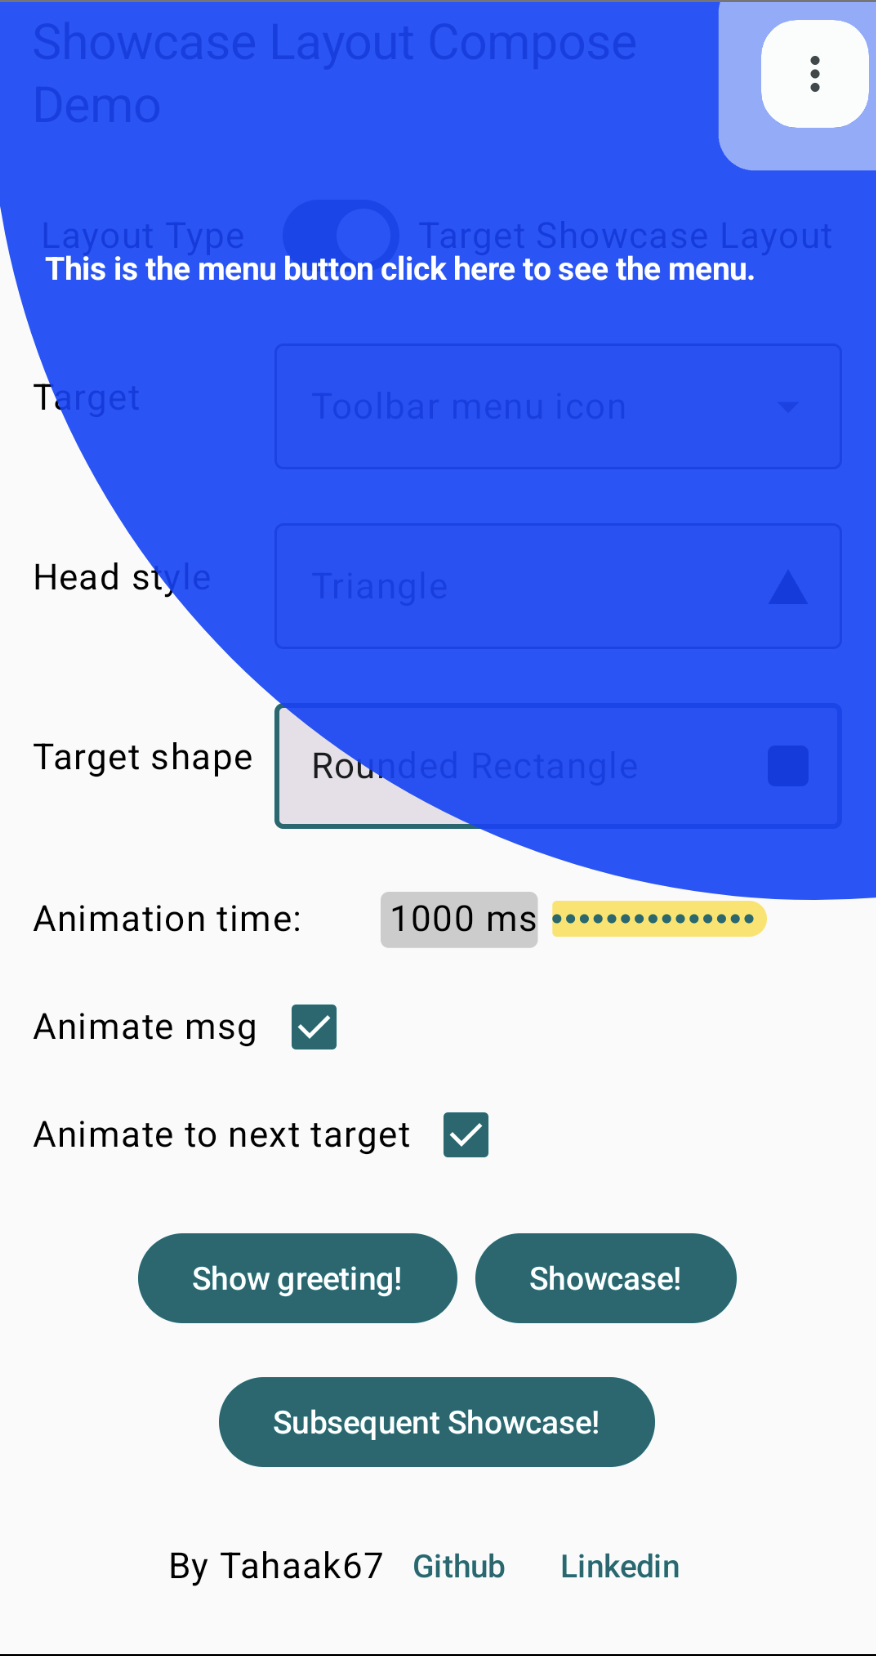 Showcase Layout Compose
Demo
Layout Type Target Showcase Layout
This is the menu button click here to see the menu.
Target Toolbar menu icon
Head style Triangle
Target shape Rounded Rectangle
Animation time: 1000 ms
Animate msg
Animate to next target
Show greeting! Showcase!
Subsequent Showcase!
By Tahaak67 Github Linkedin